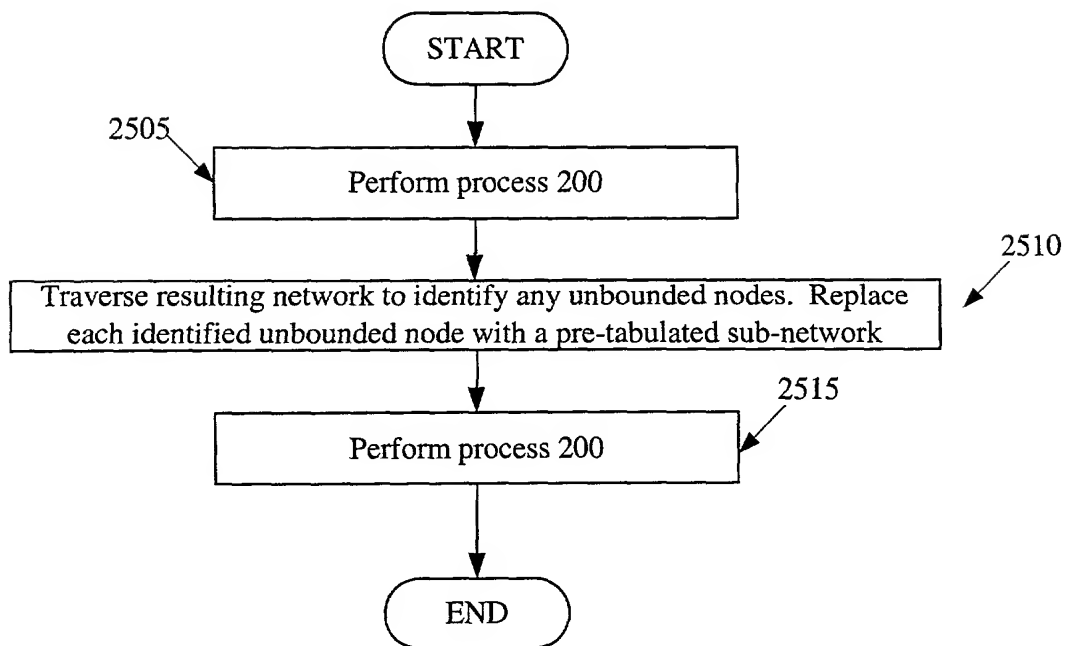 START
2505
Perform process 200
2510
Traverse resulting network to identify any unbounded nodes. Replace
each identified unbounded node with a pre-tabulated sub-network
2515
Perform process 200
END